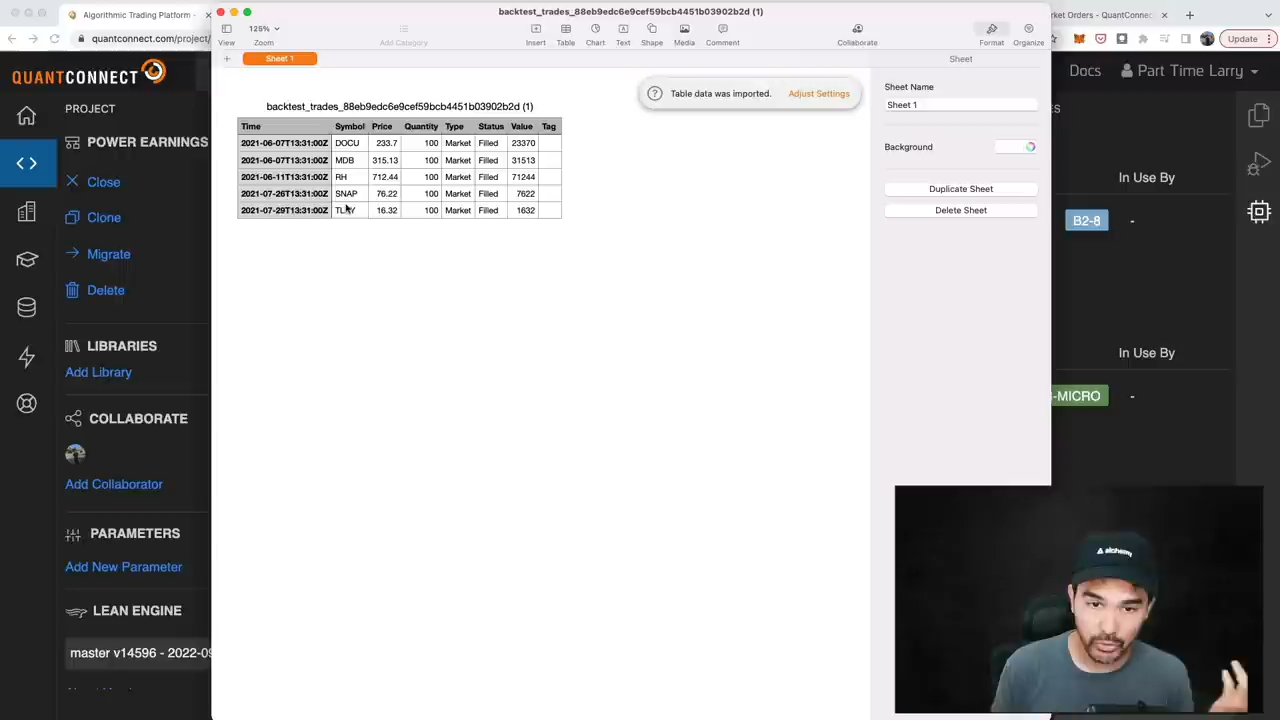 Algorithmic Trading Platform -
backtest_trades_88eb9edc6e9cef59bcb4451b03902b2d (1)
Market Orders - QuantConnec
quantconnect.com/project/
125%
View
Zoom
Add Category
Insert
Table
Chart
Text
Shape
Media
Comment
Collaborate
Format
Organize
Update
QUANTCONNECT
Sheet 1
Sheet
Docs
Part Time Larry
PROJECT
POWER EARNINGS
Close
Clone
Migrate
Delete
LIBRARIES
Add Library
COLLABORATE
Add Collaborator
PARAMETERS
Add New Parameter
LEAN ENGINE
master v14596 - 2022-09
backtest_trades_88eb9edc6e9cef59bcb4451b03902b2d (1)
Time Symbol Price Quantity Type Status Value Tag
2021-06-07T13:31:00Z DOCU 233.7 100 Market Filled 23370
2021-06-07T13:31:00Z MDB 315.13 100 Market Filled 31513
2021-06-11T13:31:00Z RH 712.44 100 Market Filled 71244
2021-07-26T13:31:00Z SNAP 76.22 100 Market Filled 7622
2021-07-29T13:31:00Z 16.32 100 Market Filled 1632
Table data was imported.
Adjust Settings
Sheet Name
Sheet 1
Background
Duplicate Sheet
Delete Sheet
ES
In Use By
B2-8 -
In Use By
-MICRO -
alchemy